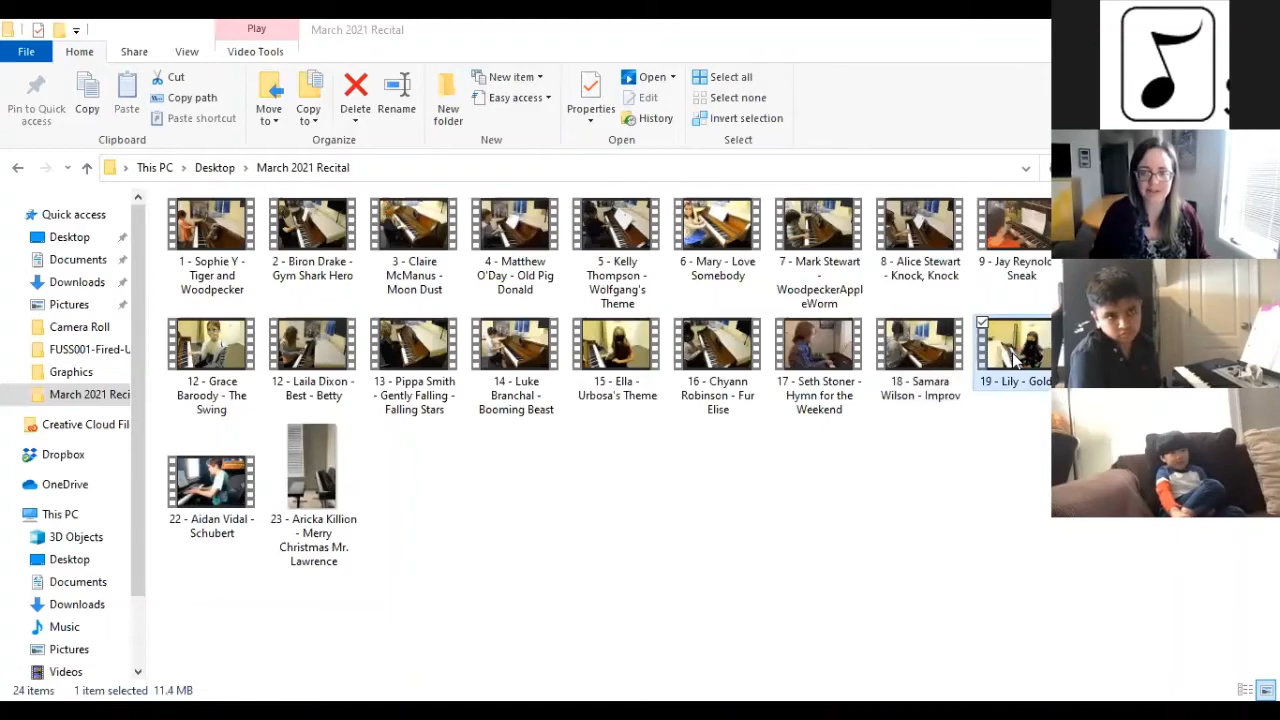 Play
March 2021 Recital
File
Home
Share
View
Video Tools
Pin to Quick
access
Copy
Paste
Cut
Copy path
Paste shortcut
Clipboard
Move
to
Copy
to
Delete
Rename
Organize
New
folder
New item
Easy access
New
Properties
Open
Edit
History
Open
Select all
Select none
Invert selection
Select
This PC
Desktop
March 2021 Recital
Quick access
Desktop
Documents
Downloads
Pictures
Camera Roll
FUSS001-Fired-U
Graphics
March 2021 Reci
Creative Cloud Fil
Dropbox
OneDrive
This PC
3D Objects
Desktop
Documents
Downloads
Music
Pictures
Videos
1 - Sophie Y -
Tiger and
Woodpecker
2 - Biron Drake -
Gym Shark Hero
3 - Claire
McManus -
Moon Dust
4 - Matthew
O'Day - Old Pig
Donald
5 - Kelly
Thompson -
Wolfgang's
Theme
6 - Mary - Love
Somebody
7 - Mark Stewart
-
WoodpeckerAppl
eWorm
8 - Alice Stewart
- Knock, Knock
9 - Jay Reynold
Sneak
12 - Grace
Baroody - The
Swing
12 - Laila Dixon -
Best - Betty
13 - Pippa Smith
- Gently Falling -
Falling Stars
14 - Luke
Branchal -
Booming Beast
15 - Ella -
Urbosa's Theme
16 - Chyann
Robinson - Fur
Elise
17 - Seth Stoner -
Hymn for the
Weekend
18 - Samara
Wilson - Improv
19 - Lily - Gold
22 - Aidan Vidal -
Schubert
23 - Aricka Killion
- Merry
Christmas Mr.
Lawrence
24 items
1 item selected
11.4 MB